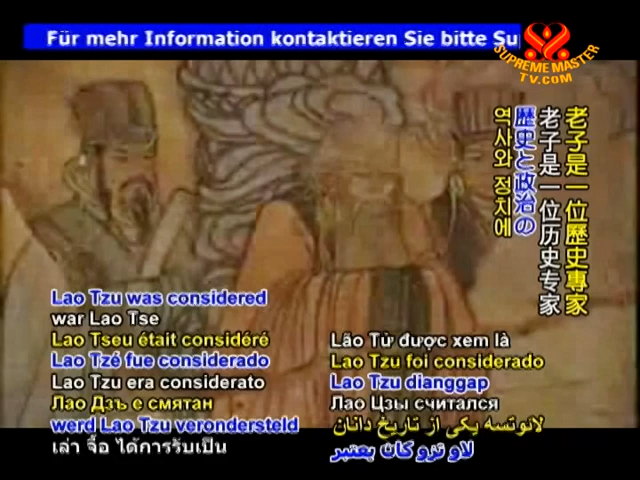 Für mehr Information kontaktieren Sie bitte Su
SUPREME MASTER
TV.COM
老子是一位歷史專家
老子是一位历史专家
歷史と政治の
역사와 정치에
Lao Tzu was considered
war Lao Tse
Lao Tseu était considéré
Lao Tzé fue considerado
Lao Tzu era considerato
Лао Дзъ е смятан
werd Lao Tzu verondersteld
เล่า จื๊อ ได้การรับเป็น
Lão Tử được xem là
Lao Tzu foi considerado
Lao Tzu dianggap
Лао Цзы считался
لائوتسه یکی از تاریخ دانان
لاو تزو كان يعتبر